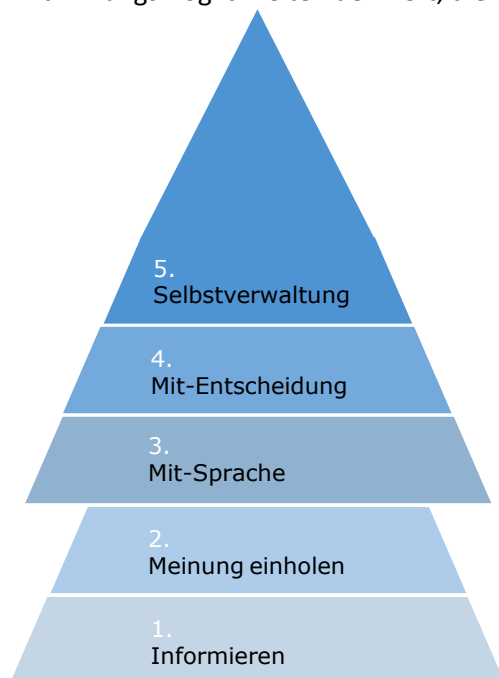 5.
Selbstverwaltung
4.
Mit-Entscheidung
3.
Mit-Sprache
2.
Meinung einholen
1.
Informieren